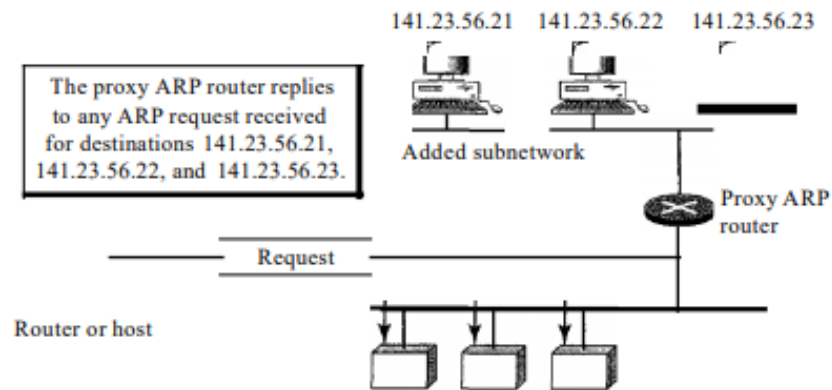 141.23.56.21 141.23.56.22 141.23.56.23
The proxy ARP router replies
to any ARP request received
for destinations 141.23.56.21,
141.23.56.22, and 141.23.56.23.
Added subnetwork
Proxy ARP
router
Request
Router or host